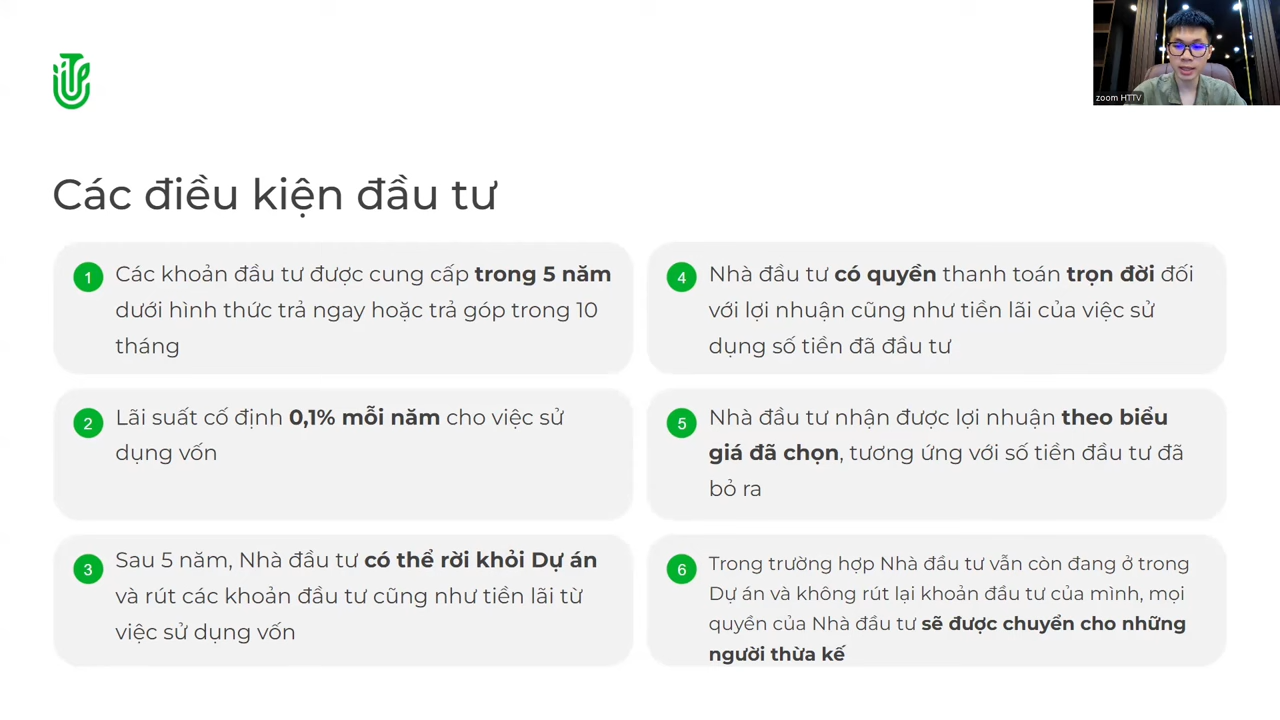 zoom HTTV
Các điều kiện đầu tư
1
Các khoản đầu tư được cung cấp trong 5 năm
dưới hình thức trả ngay hoặc trả góp trong 10
tháng
2
Lãi suất cố định 0,1% mỗi năm cho việc sử
dụng vốn
3
Sau 5 năm, Nhà đầu tư có thể rời khỏi Dự án
và rút các khoản đầu tư cũng như tiền lãi từ
việc sử dụng vốn
4
Nhà đầu tư có quyền thanh toán trọn đời đối
với lợi nhuận cũng như tiền lãi của việc sử
dụng số tiền đã đầu tư
5
Nhà đầu tư nhận được lợi nhuận theo biểu
giá đã chọn, tương ứng với số tiền đầu tư đã
bỏ ra
6
Trong trường hợp Nhà đầu tư vẫn còn đang ở trong
Dự án và không rút lại khoản đầu tư của mình, mọi
quyền của Nhà đầu tư sẽ được chuyển cho những
người thừa kế